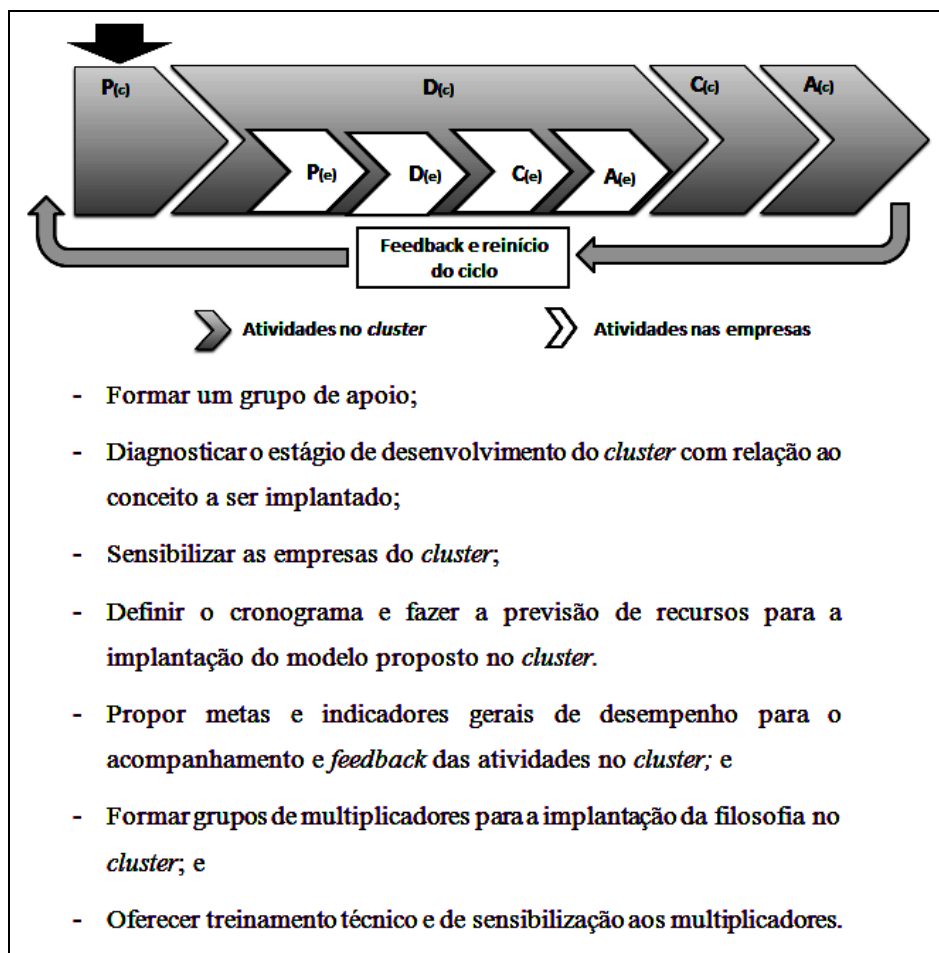 P(c) D(c) C(c) A(c)
P(e) D(e) C(e) A(e)
Feedback e reinício
do ciclo
Atividades no cluster Atividades nas empresas
- Formar um grupo de apoio;
- Diagnosticar o estágio de desenvolvimento do cluster com relação ao
conceito a ser implantado;
- Sensibilizar as empresas do cluster;
- Definir o cronograma e fazer a previsão de recursos para a
implantação do modelo proposto no cluster.
- Propor metas e indicadores gerais de desempenho para o
acompanhamento e feedback das atividades no cluster; e
- Formar grupos de multiplicadores para a implantação da filosofia no
cluster; e
- Oferecer treinamento técnico e de sensibilização aos multiplicadores.